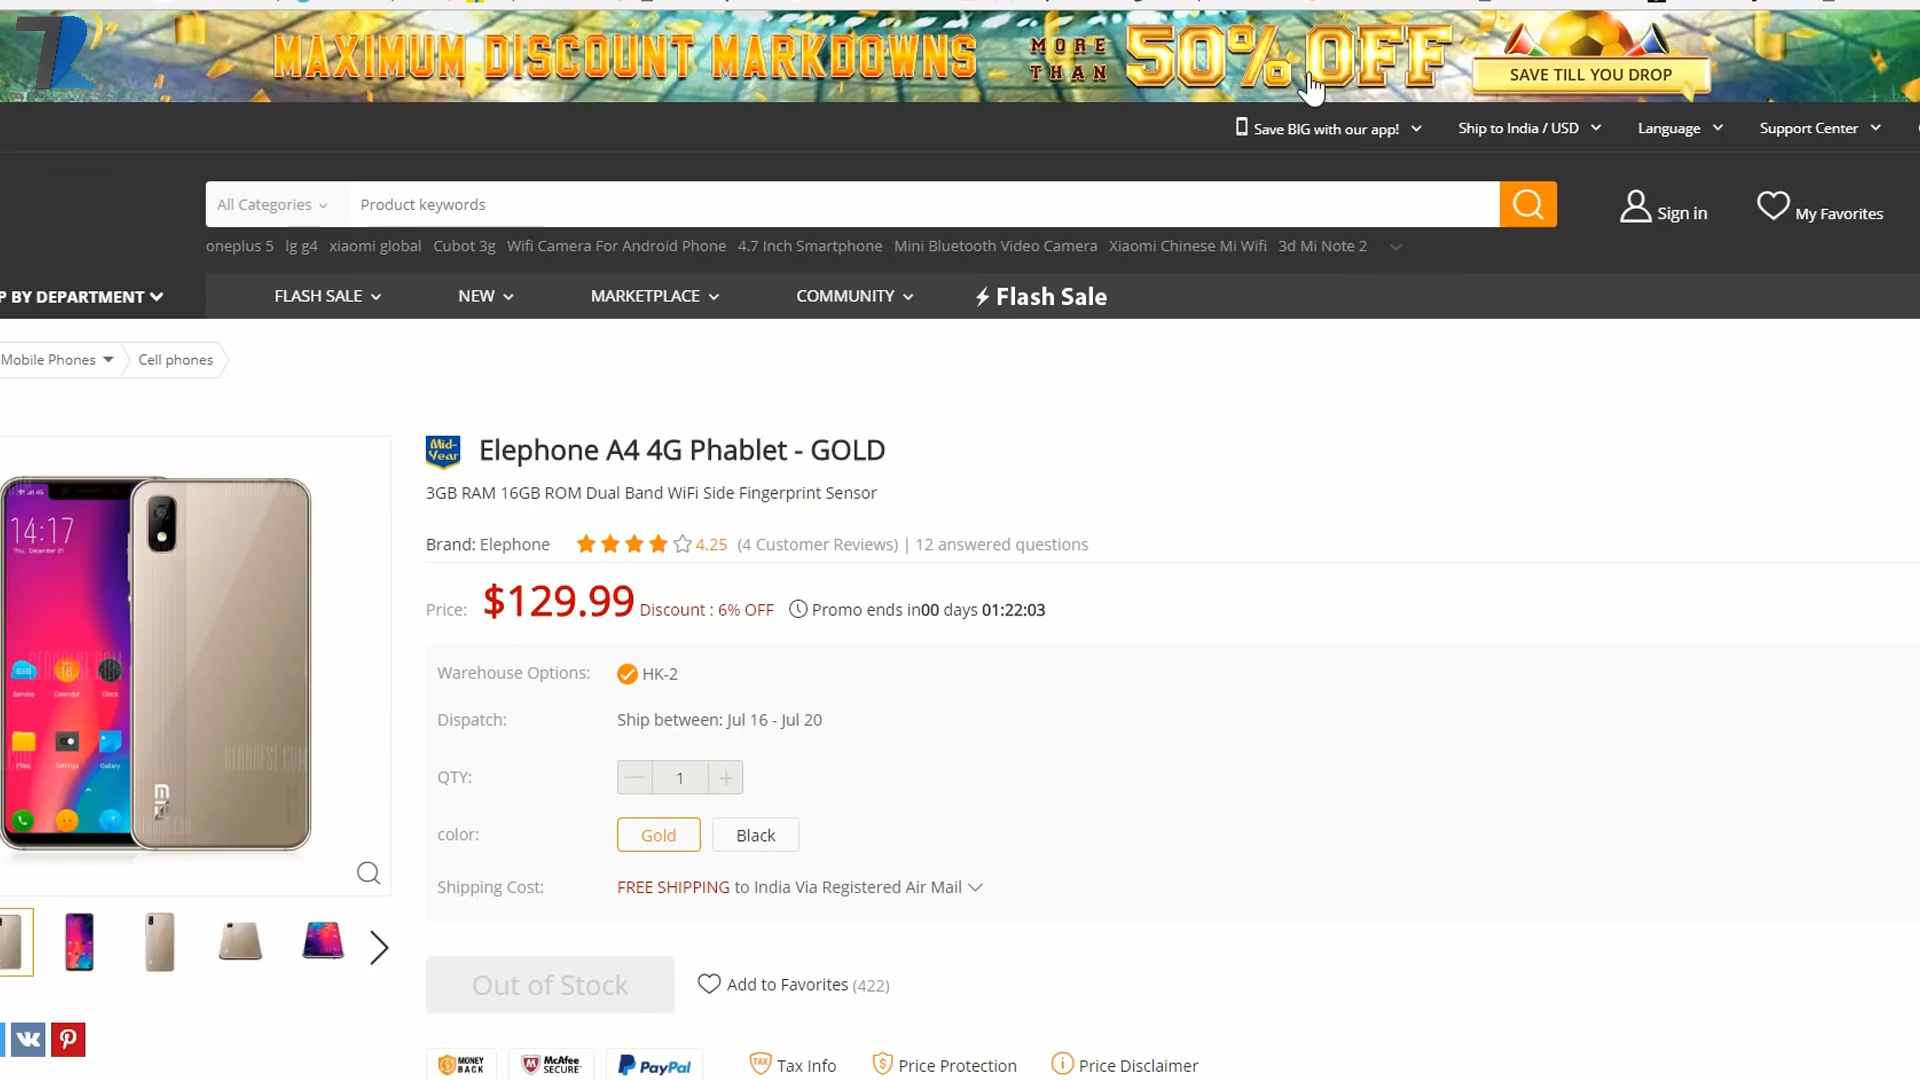 MAXIMUM DISCOUNT MARKDOWNS MORE THAN 50% OFF SAVE TILL YOU DROP
Save BIG with our app! Ship to India / USD Language Support Center
All Categories Product keywords
Sign in My Favorites
oneplus 5 lg g4 xiaomi global Cubot 3g Wifi Camera For Android Phone 4.7 Inch Smartphone Mini Bluetooth Video Camera Xiaomi Chinese Mi Wifi 3d Mi Note 2
P BY DEPARTMENT FLASH SALE NEW MARKETPLACE COMMUNITY Flash Sale
Mobile Phones Cell phones
Mid-Year Elephone A4 4G Phablet - GOLD
3GB RAM 16GB ROM Dual Band WiFi Side Fingerprint Sensor
Brand: Elephone 4.25 (4 Customer Reviews) | 12 answered questions
14:17
Price: $129.99 Discount : 6% OFF Promo ends in00 days 01:22:03
Warehouse Options: HK-2
Dispatch: Ship between: Jul 16 - Jul 20
QTY: 1
color: Gold Black
Shipping Cost: FREE SHIPPING to India Via Registered Air Mail
Out of Stock Add to Favorites (422)
MONEY BACK McAfee SECURE PayPal TAX Tax Info Price Protection Price Disclaimer